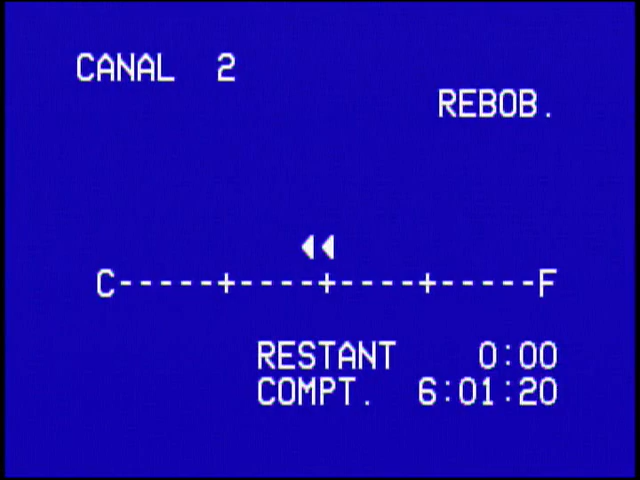 CANAL 2
REBOB.
C-----+----+----+-----F
RESTANT 0:00
COMPT. 6:01:20